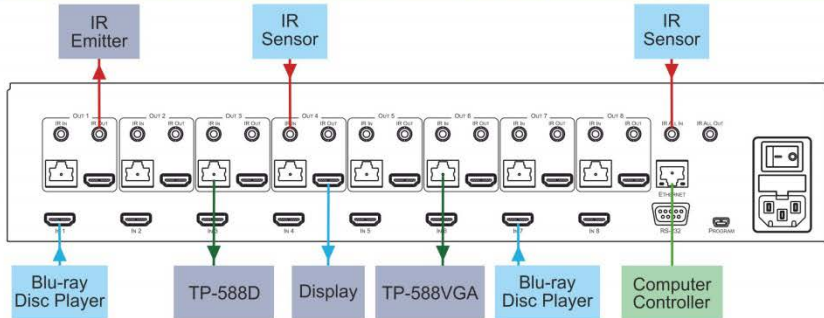 IR
Emitter
IR
Sensor
IR
Sensor
OUT 1
OUT 2
OUT 3
OUT 4
OUT 5
OUT 6
OUT 7
OUT 8
IR IN IR OUT IR IN IR OUT IR IN IR OUT IR IN IR OUT IR IN IR OUT IR IN IR OUT IR IN IR OUT IR IN IR OUT IR ALL IN IR ALL OUT
ETHERNET
IN 1 IN 2 IN 3 IN 4 IN 5 IN 6 IN 7 IN 8 RS-232 PROGRAM
Blu-ray
Disc Player
TP-588D
Display
TP-588VGA
Blu-ray
Disc Player
Computer
Controller